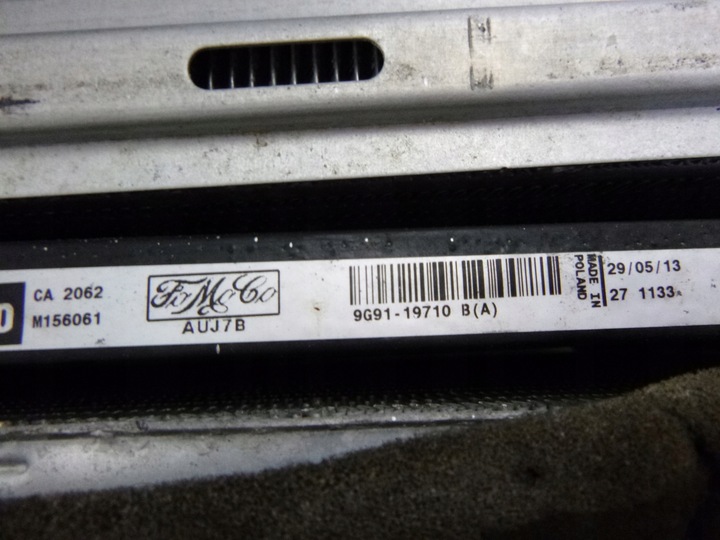 CA 2062
M156061
FoMoCo
AUJ7B
9G91-19710 B(A)
MADE IN
POLAND
29/05/13
27 1133